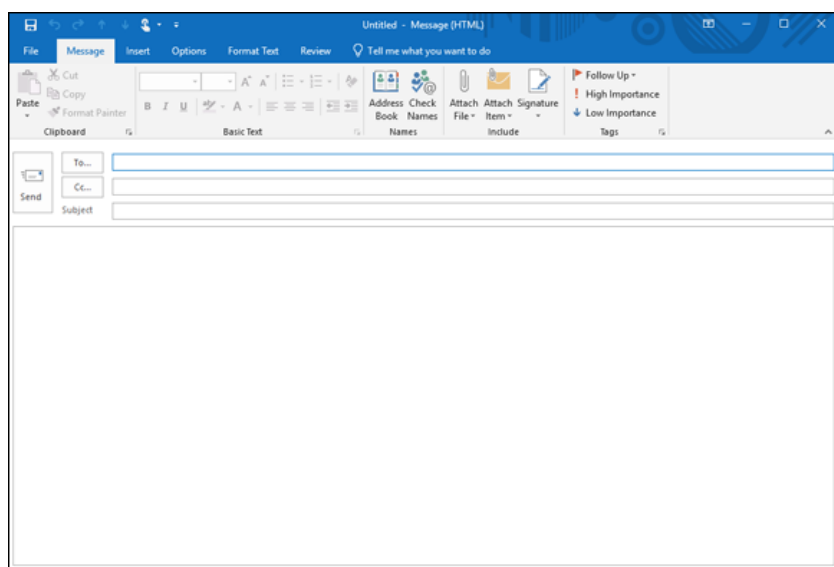 Untitled - Message (HTML)
File Message Insert Options Format Text Review Tell me what you want to do
Paste
Cut
Copy
Format Painter
Clipboard
B I U A
Basic Text
Address Book
Check Names
Names
Attach File
Attach Item
Signature
Include
Follow Up
High Importance
Low Importance
Tags
Send
To...
Cc...
Subject